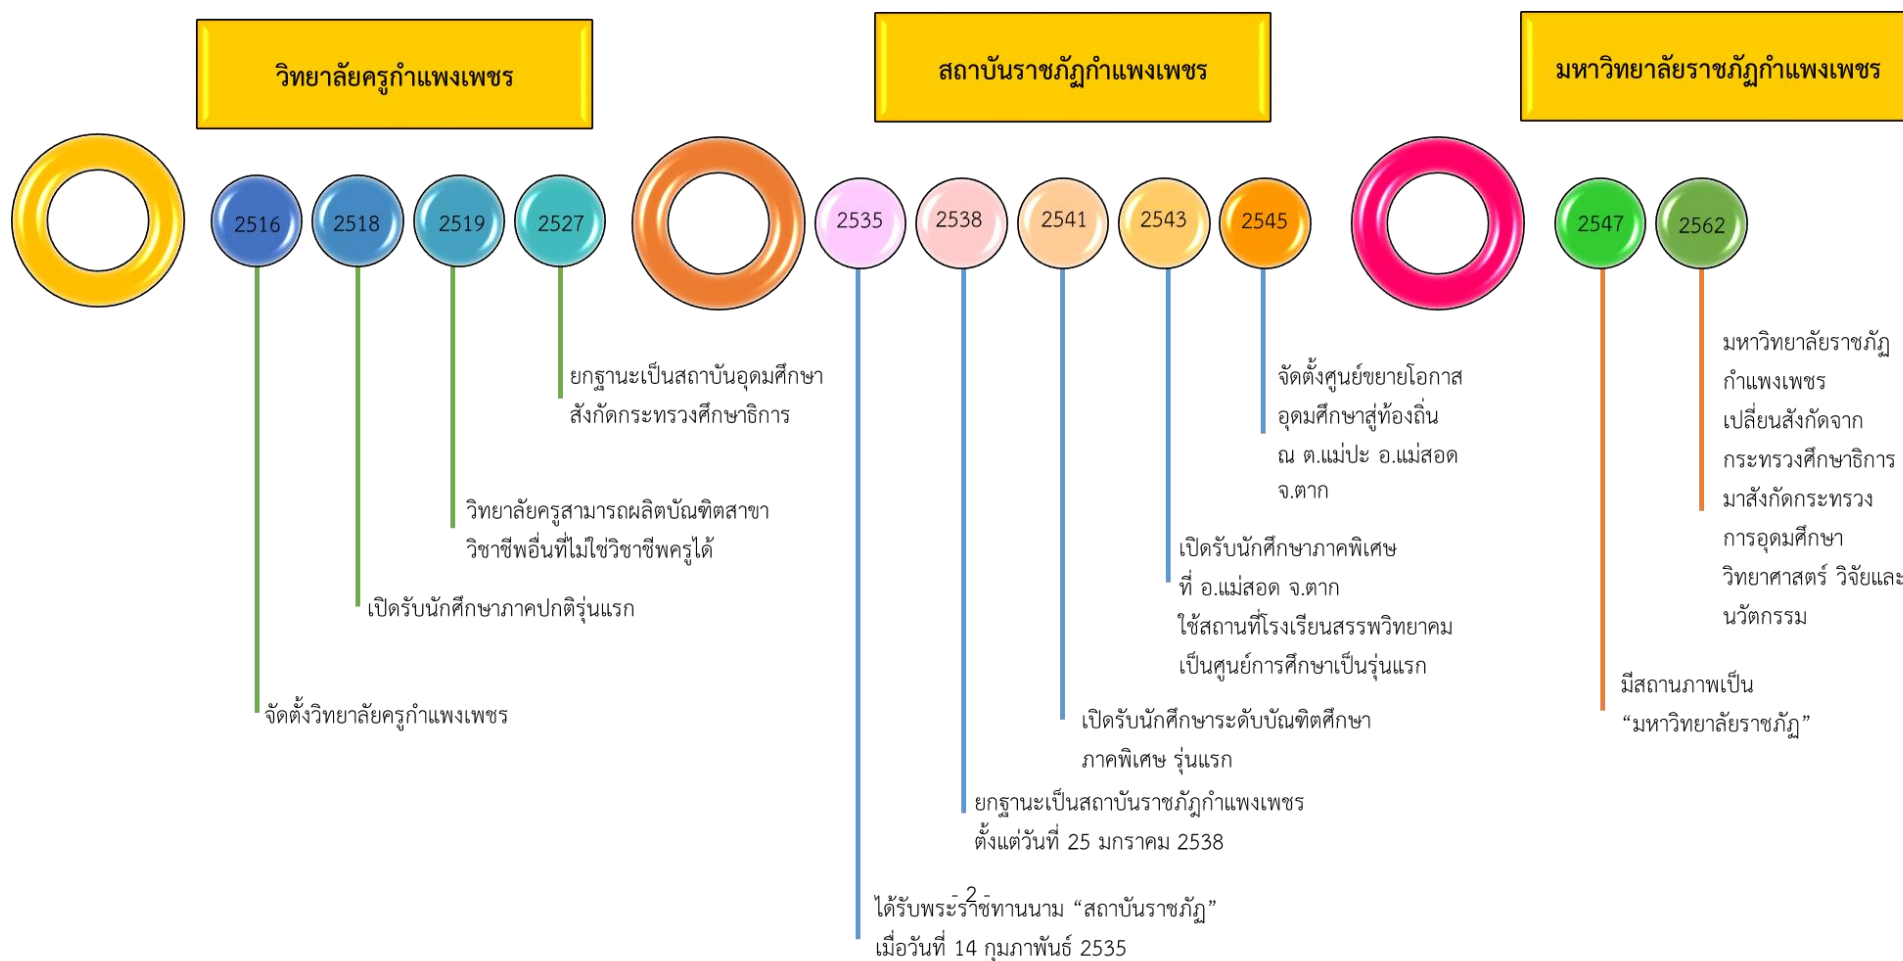 วิทยาลัยครูกำแพงเพชร
2516
2518
2519
2527
ยกฐานะเป็นสถาบันอุดมศึกษา
สังกัดกระทรวงศึกษาธิการ
วิทยาลัยครูสามารถผลิตบัณฑิตสาขา
วิชาชีพอื่นที่ไม่ใช่วิชาชีพครูได้
เปิดรับนักศึกษาภาคปกติรุ่นแรก
จัดตั้งวิทยาลัยครูกำแพงเพชร
สถาบันราชภัฏกำแพงเพชร
2535
2538
2541
2543
2545
จัดตั้งศูนย์ขยายโอกาส
อุดมศึกษาสู่ท้องถิ่น
ณ ต.แม่ปะ อ.แม่สอด
จ.ตาก
เปิดรับนักศึกษาภาคพิเศษ
ที่ อ.แม่สอด จ.ตาก
ใช้สถานที่โรงเรียนสรรพวิทยาคม
เป็นศูนย์การศึกษาเป็นรุ่นแรก
เปิดรับนักศึกษาระดับบัณฑิตศึกษา
ภาคพิเศษ รุ่นแรก
ยกฐานะเป็นสถาบันราชภัฎกำแพงเพชร
ตั้งแต่วันที่ 25 มกราคม 2538
- 2 -
ได้รับพระราชทานนาม “สถาบันราชภัฏ”
เมื่อวันที่ 14 กุมภาพันธ์ 2535
มหาวิทยาลัยราชภัฏกำแพงเพชร
2547
2562
มหาวิทยาลัยราชภัฏ
กำแพงเพชร
เปลี่ยนสังกัดจาก
กระทรวงศึกษาธิการ
มาสังกัดกระทรวง
การอุดมศึกษา
วิทยาศาสตร์ วิจัยและ
นวัตกรรม
มีสถานภาพเป็น
“มหาวิทยาลัยราชภัฏ”